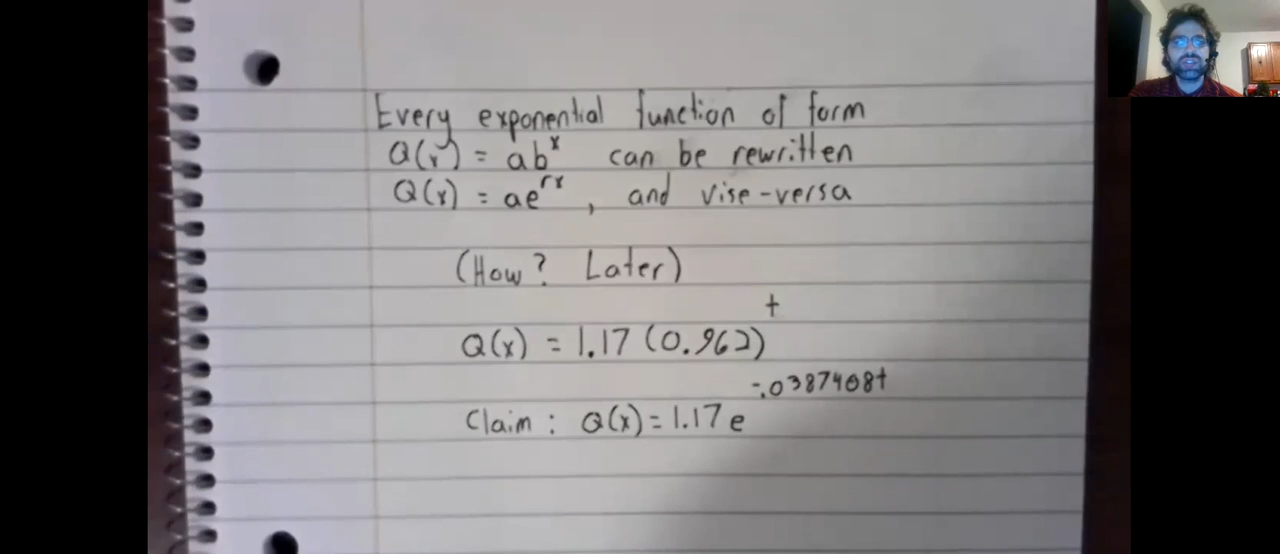 Every exponential function of form
Q(x) = ab^x can be rewritten
Q(x) = ae^rx , and vise-versa
(How? Later)
Q(x) = 1.17 (0.962)^t
Claim : Q(x) = 1.17 e^-.0387408t